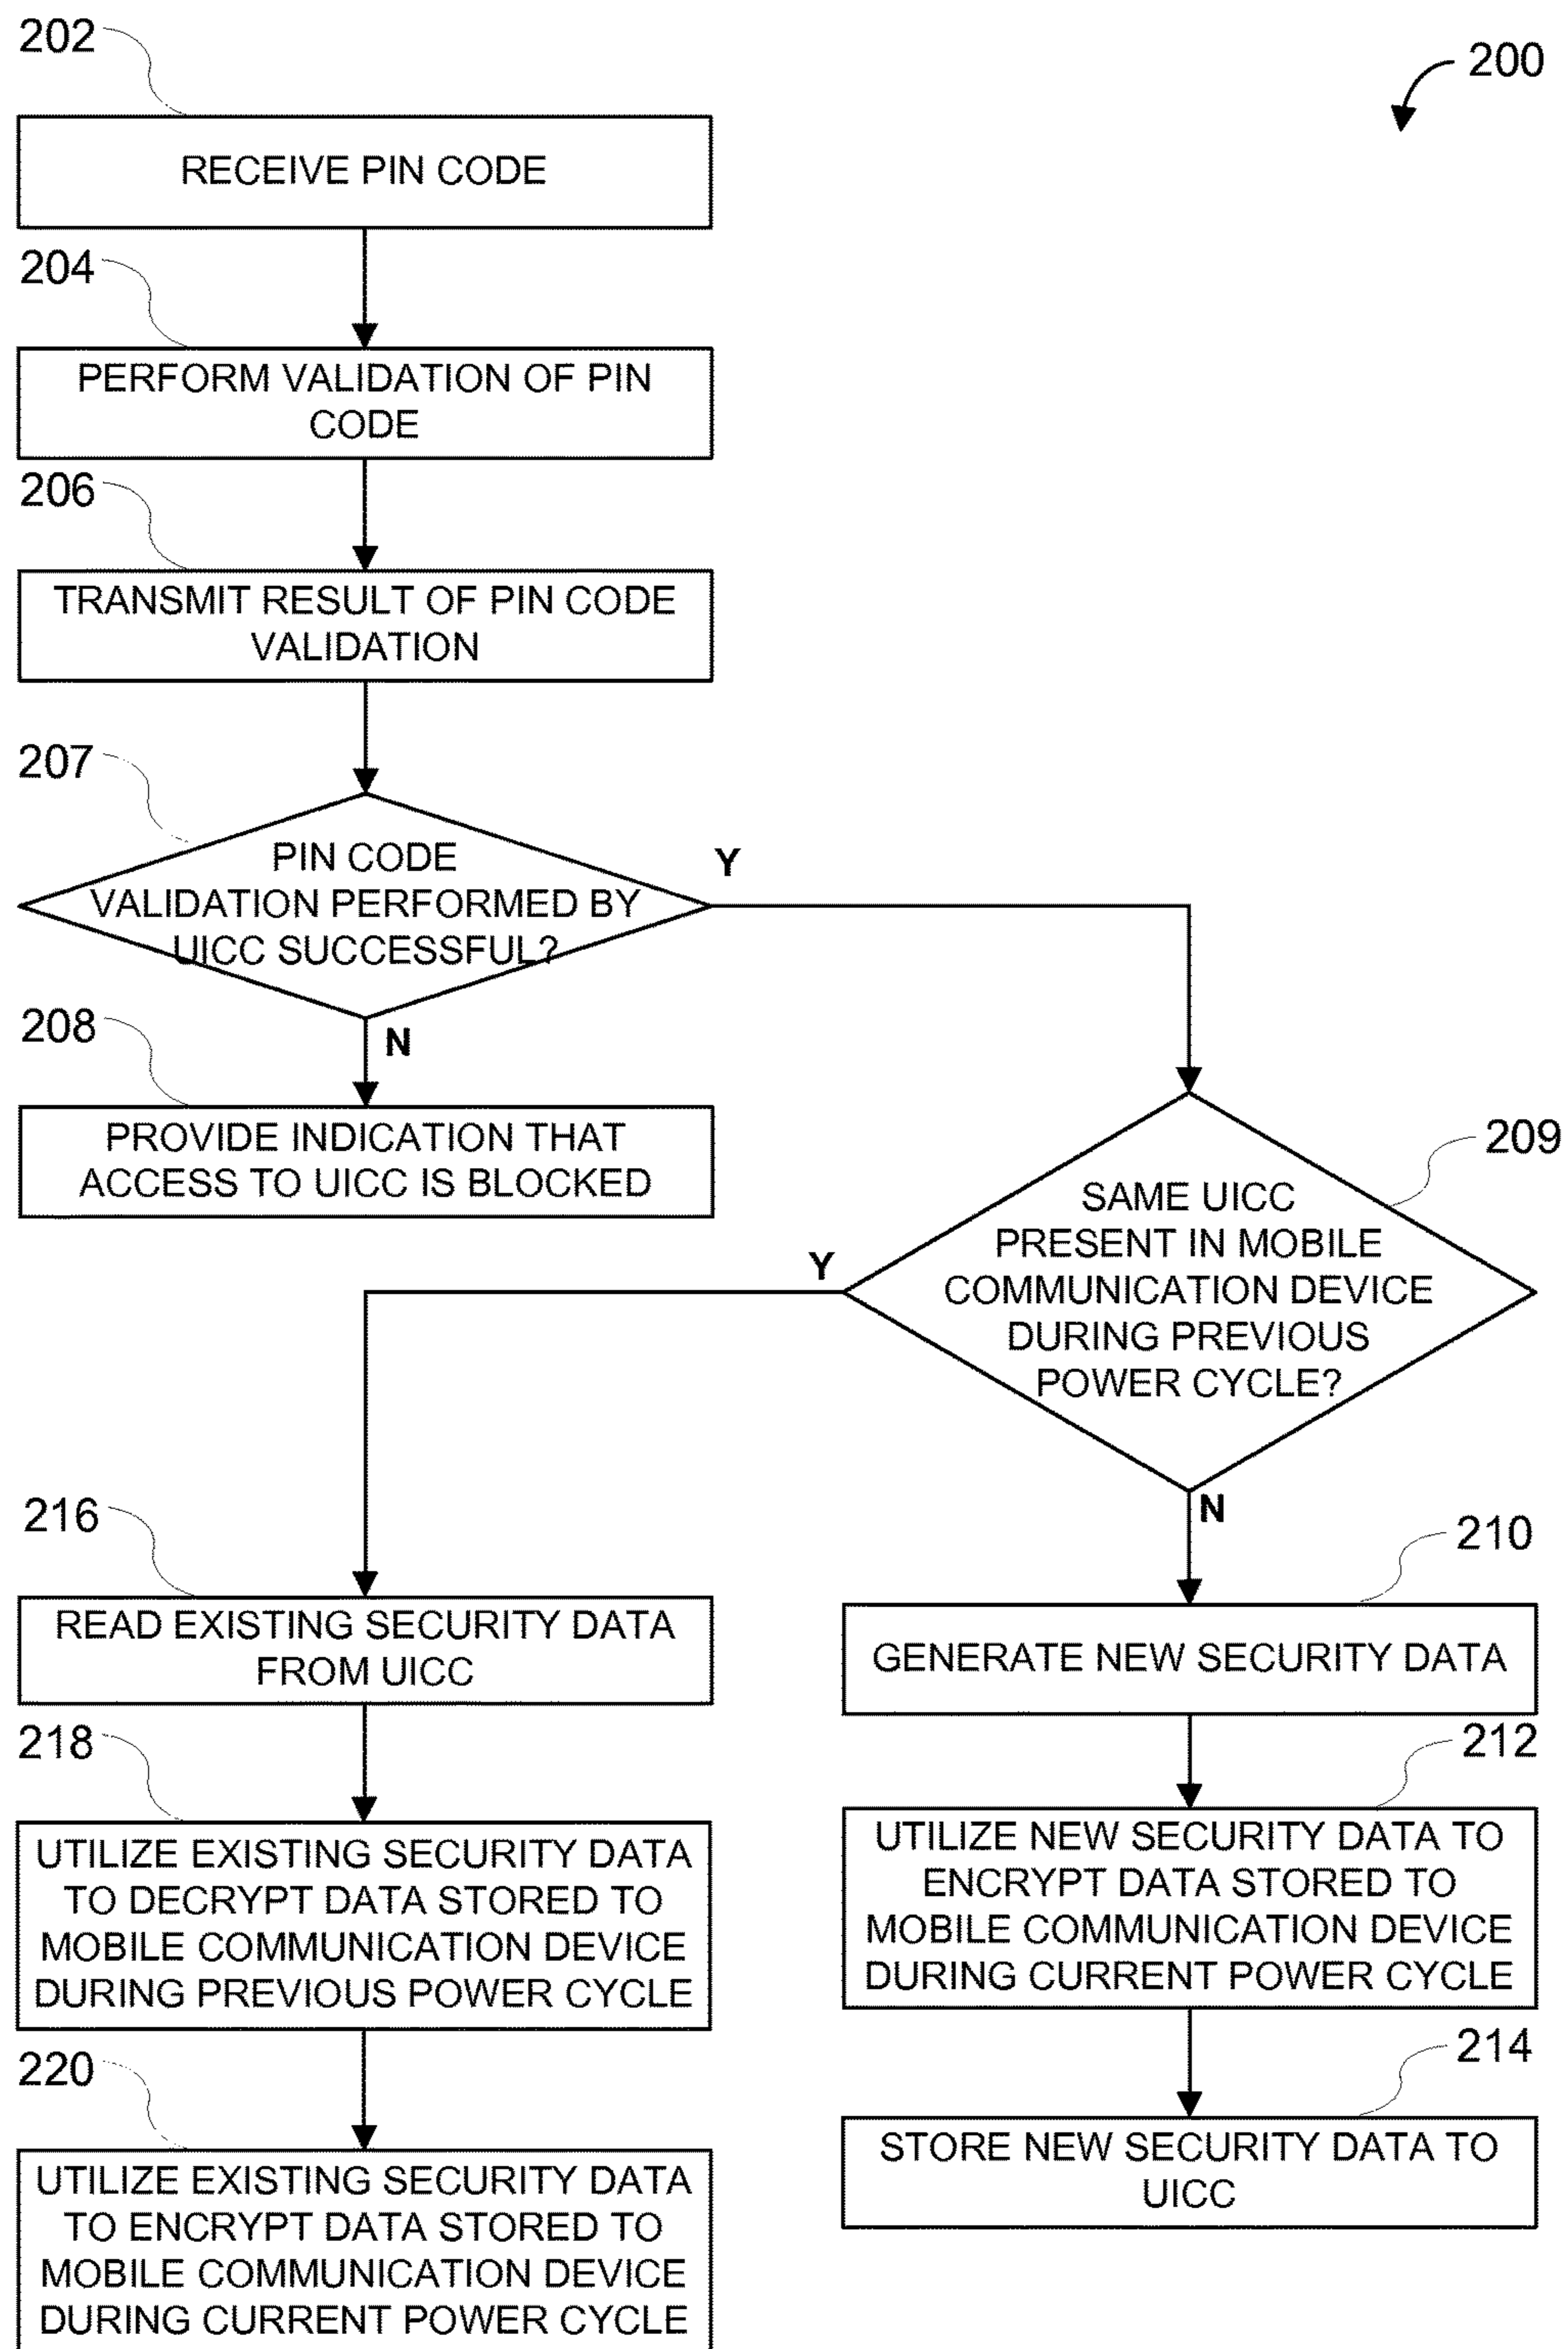 202
200
RECEIVE PIN CODE
204
PERFORM VALIDATION OF PIN
CODE
206
TRANSMIT RESULT OF PIN CODE
VALIDATION
207
PIN CODE
VALIDATION PERFORMED BY
UICC SUCCESSFUL?
Y
N
208
PROVIDE INDICATION THAT
ACCESS TO UICC IS BLOCKED
209
SAME UICC
PRESENT IN MOBILE
COMMUNICATION DEVICE
DURING PREVIOUS
POWER CYCLE?
Y
N
216
READ EXISTING SECURITY DATA
FROM UICC
218
UTILIZE EXISTING SECURITY DATA
TO DECRYPT DATA STORED TO
MOBILE COMMUNICATION DEVICE
DURING PREVIOUS POWER CYCLE
220
UTILIZE EXISTING SECURITY DATA
TO ENCRYPT DATA STORED TO
MOBILE COMMUNICATION DEVICE
DURING CURRENT POWER CYCLE
210
GENERATE NEW SECURITY DATA
212
UTILIZE NEW SECURITY DATA TO
ENCRYPT DATA STORED TO
MOBILE COMMUNICATION DEVICE
DURING CURRENT POWER CYCLE
214
STORE NEW SECURITY DATA TO
UICC